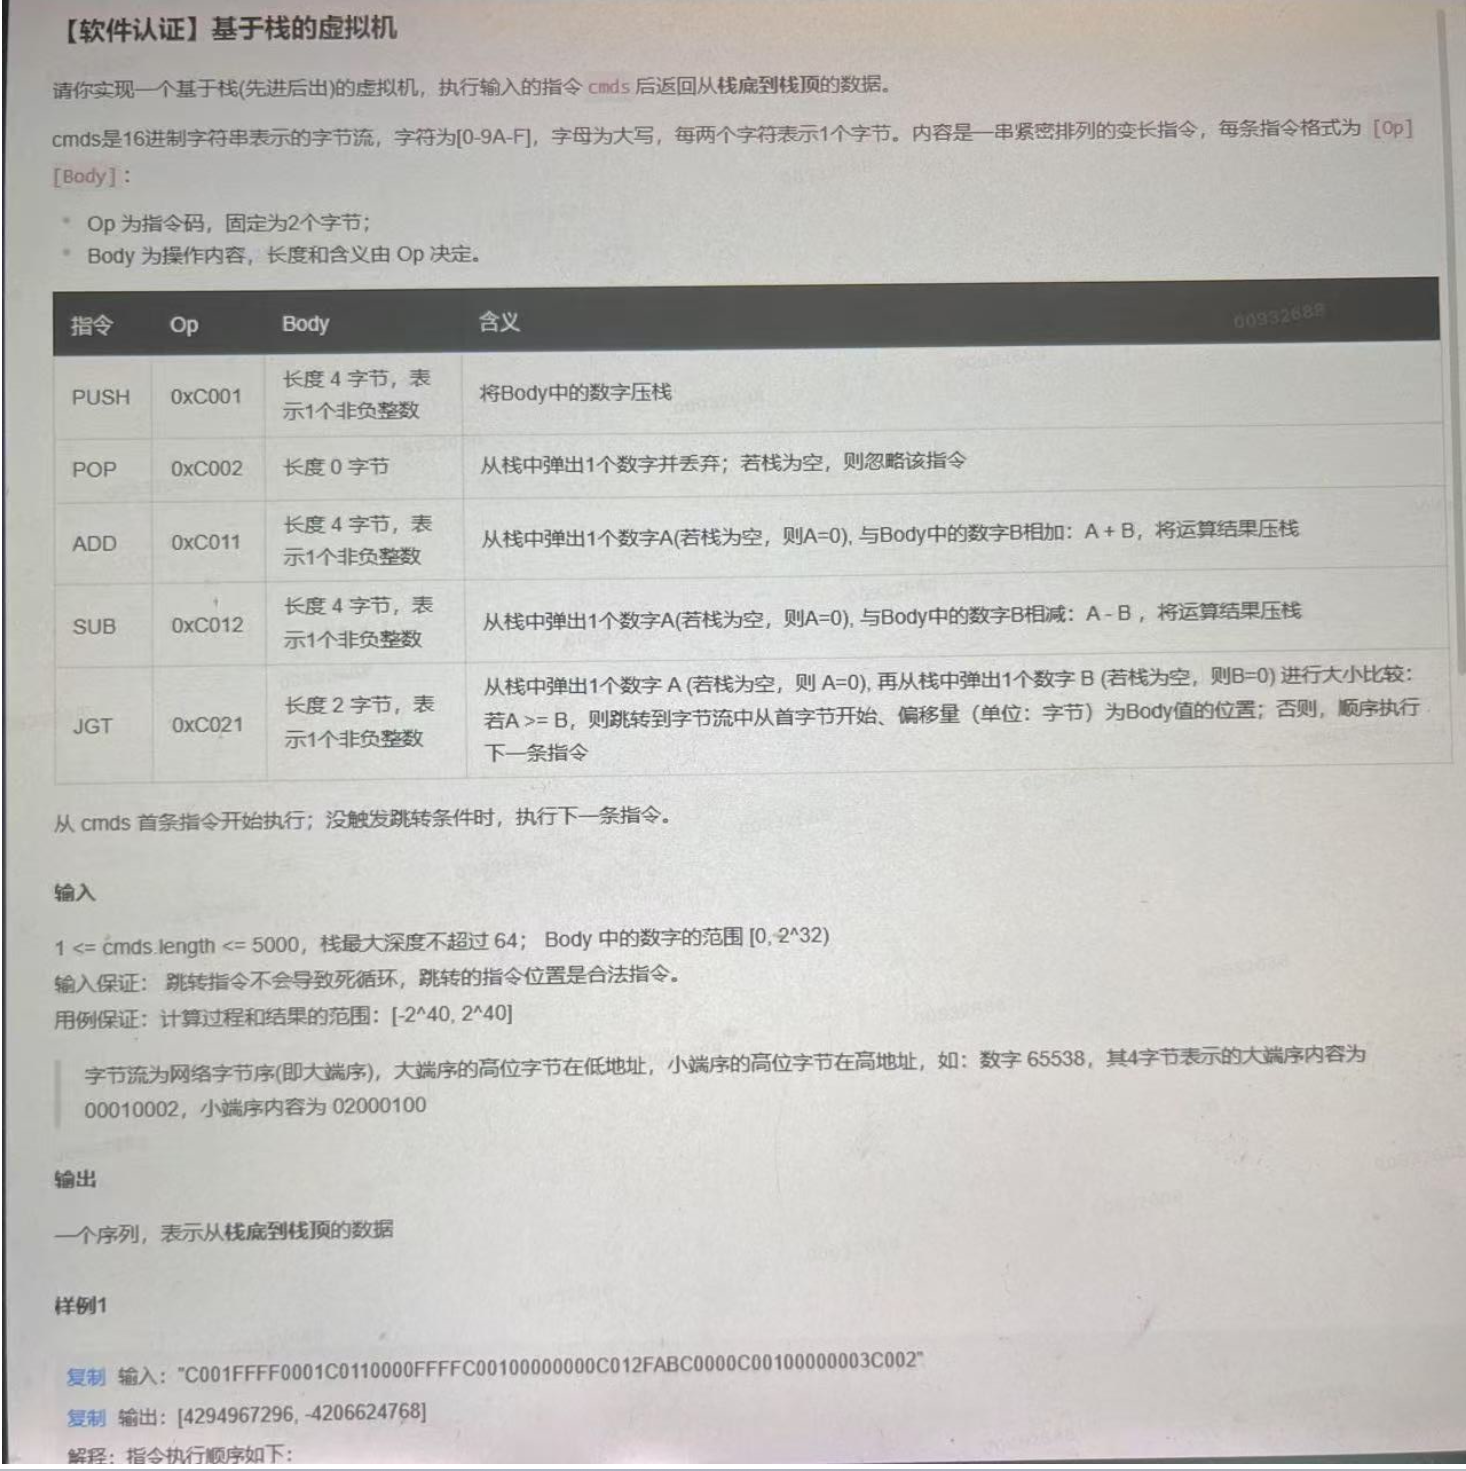 【软件认证】基于栈的虚拟机
请你实现一个基于栈(先进后出)的虚拟机，执行输入的指令 cmds 后返回从栈底到栈顶的数据。
cmds是16进制字符串表示的字节流，字符为[0-9A-F]，字母为大写，每两个字符表示1个字节。内容是一串紧密排列的变长指令，每条指令格式为 [Op]
[Body]：
Op 为指令码，固定为2个字节；
Body 为操作内容，长度和含义由 Op 决定。
指令 Op Body 含义
00932688
PUSH 0xC001 长度 4 字节，表示1个非负整数 将Body中的数字压栈
POP 0xC002 长度 0 字节 从栈中弹出1个数字并丢弃；若栈为空，则忽略该指令
ADD 0xC011 长度 4 字节，表示1个非负整数 从栈中弹出1个数字A(若栈为空，则A=0), 与Body中的数字B相加：A + B，将运算结果压栈
SUB 0xC012 长度 4 字节，表示1个非负整数 从栈中弹出1个数字A(若栈为空，则A=0), 与Body中的数字B相减：A - B ，将运算结果压栈
JGT 0xC021 长度 2 字节，表示1个非负整数 从栈中弹出1个数字 A (若栈为空，则 A=0), 再从栈中弹出1个数字 B (若栈为空，则B=0) 进行大小比较：
若A >= B，则跳转到字节流中从首字节开始、偏移量（单位：字节）为Body值的位置；否则，顺序执行
下一条指令
从 cmds 首条指令开始执行；没触发跳转条件时，执行下一条指令。
输入
1 <= cmds.length <= 5000，栈最大深度不超过 64； Body 中的数字的范围 [0, 2^32)
输入保证： 跳转指令不会导致死循环，跳转的指令位置是合法指令。
用例保证：计算过程和结果的范围：[-2^40, 2^40]
字节流为网络字节序(即大端序)，大端序的高位字节在低地址，小端序的高位字节在高地址，如：数字 65538，其4字节表示的大端序内容为
00010002，小端序内容为 02000100
输出
一个序列，表示从栈底到栈顶的数据
样例1
复制 输入："C001FFFF0001C0110000FFFFC00100000000C012FABC0000C00100000003C002"
复制 输出：[4294967296, -4206624768]
解释：指令执行顺序如下：